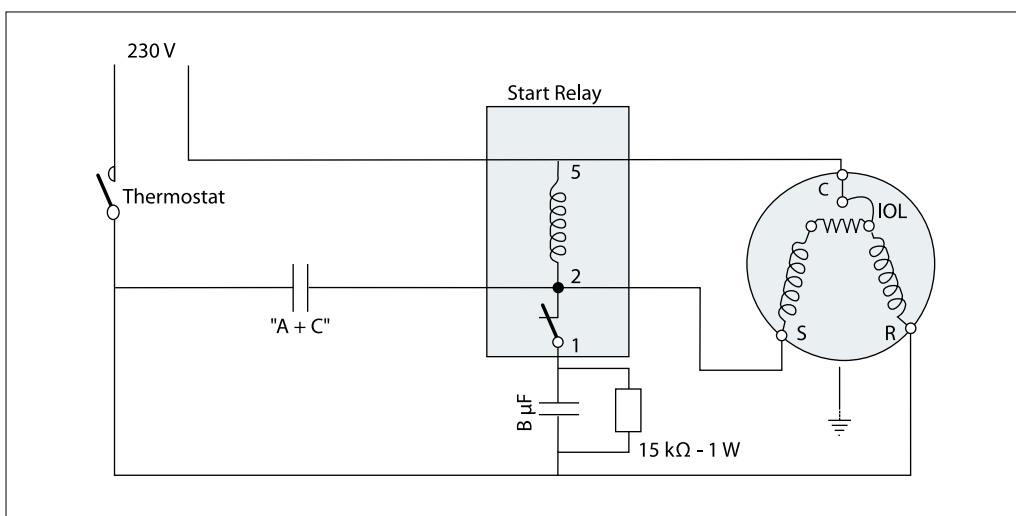 230 V
Start Relay
5
C
IOL
Thermostat
2
"A + C"
1
S
R
B µF
15 kΩ - 1 W